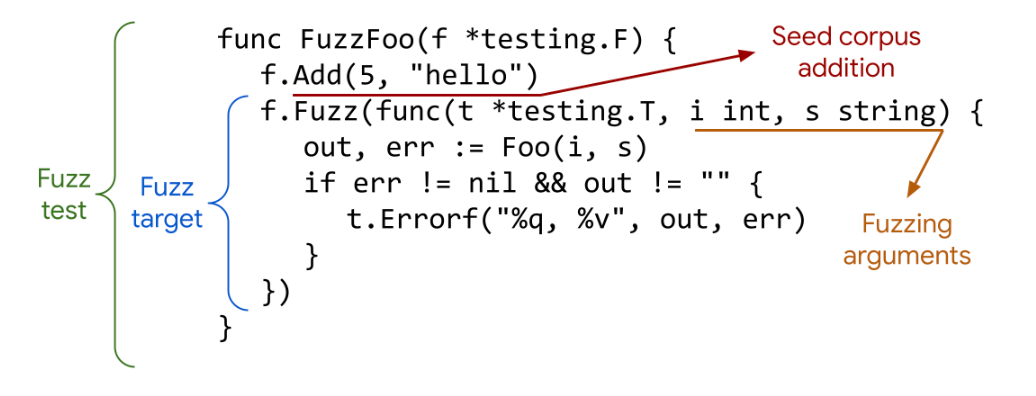 func FuzzFoo(f *testing.F) {
f.Add(5, "hello")
f.Fuzz(func(t *testing.T, i int, s string) {
out, err := Foo(i, s)
if err != nil && out != "" {
t.Errorf("%q, %v", out, err)
}
})
}
Seed corpus
addition
Fuzz
test
Fuzz
target
Fuzzing
arguments